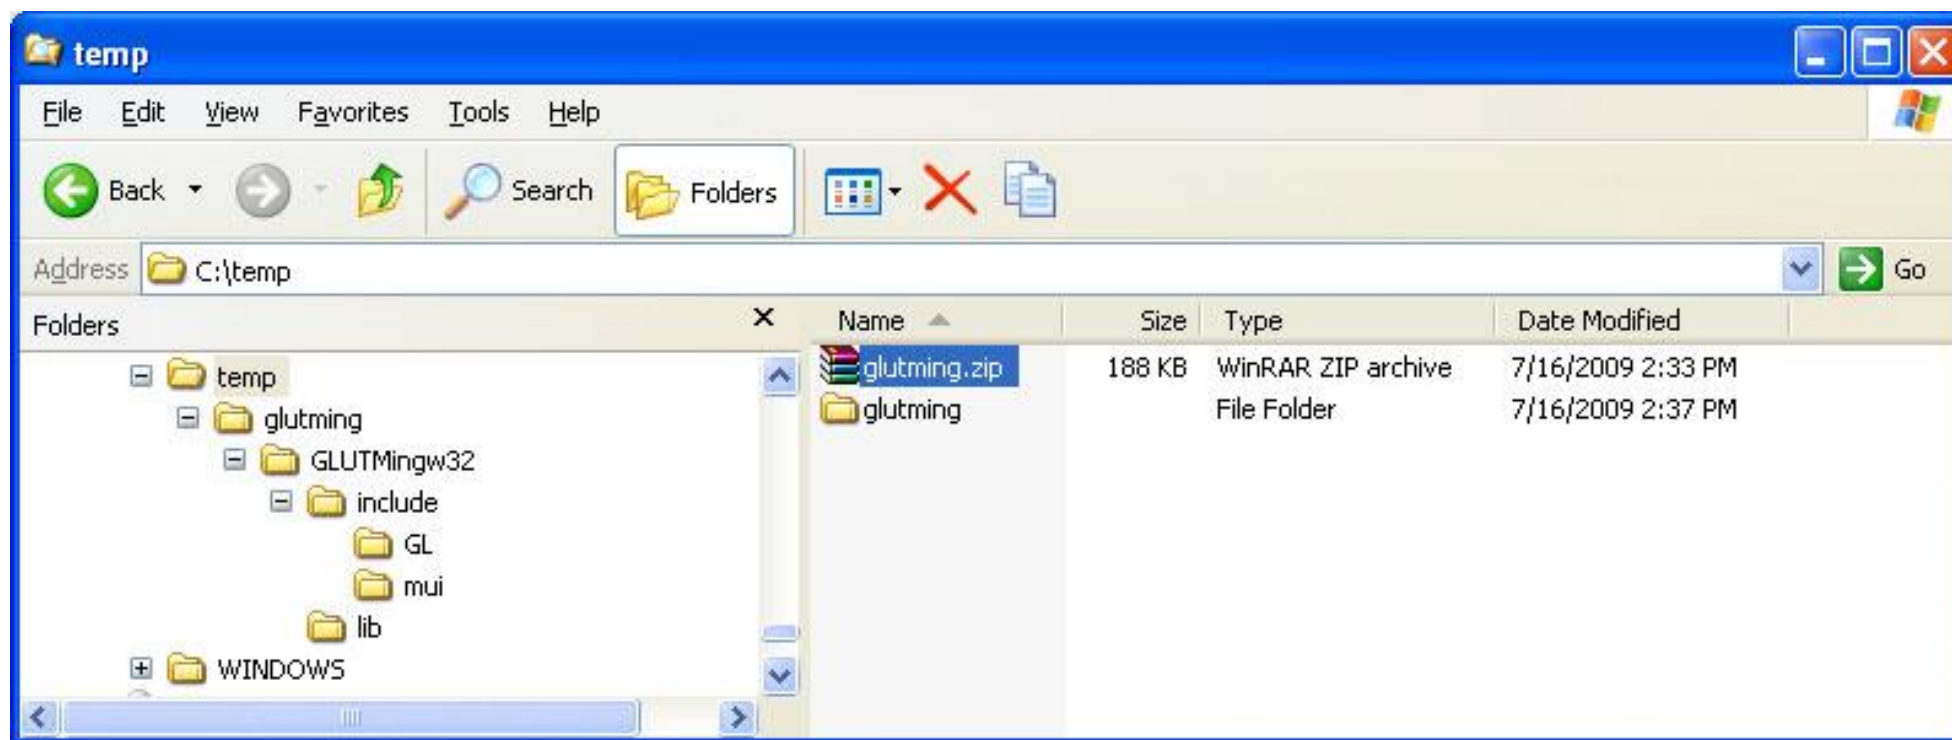 temp
File Edit View Favorites Tools Help
Back Search Folders
Address C:\temp Go
Folders
Name Size Type Date Modified
temp
glutming
GLUTMingw32
include
GL
mui
lib
WINDOWS
glutming.zip 188 KB WinRAR ZIP archive 7/16/2009 2:33 PM
glutming File Folder 7/16/2009 2:37 PM